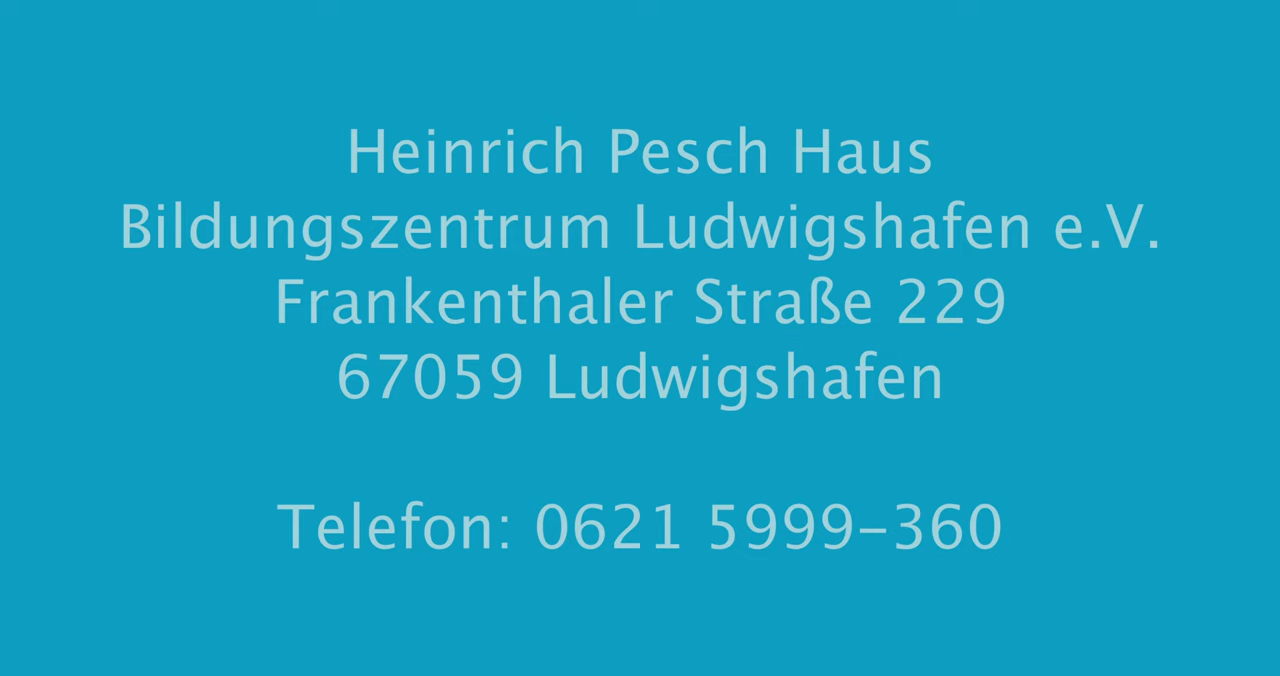 Heinrich Pesch Haus
Bildungszentrum Ludwigshafen e.V.
Frankenthaler Straße 229
67059 Ludwigshafen
Telefon: 0621 5999-360